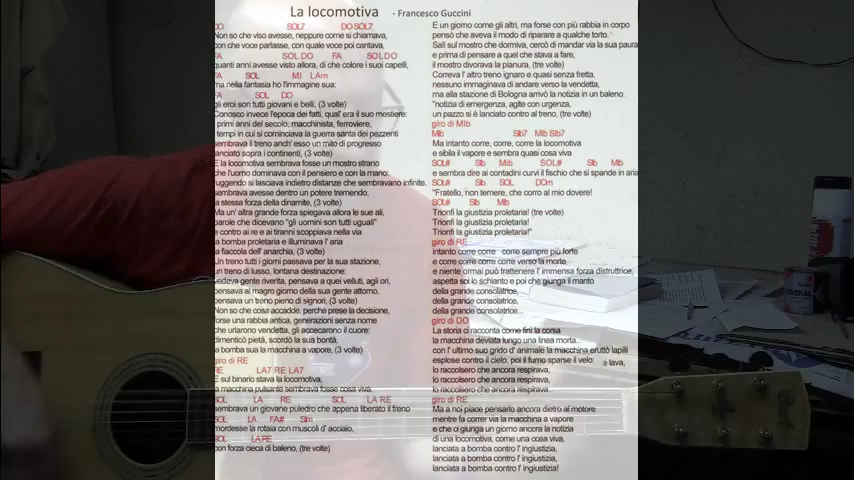 La locomotiva - Francesco Guccini
DO SOL7 DO SOL7
Non so che viso avesse, neppure come si chiamava,
con che voce parlasse, con quale voce poi cantava,
FA SOL DO FA SOL DO
quanti anni avesse visto allora, di che colore i suoi capelli,
FA SOL MI LAm
ma nella fantasia ho l'immagine sua:
FA SOL DO
gli eroi son tutti giovani e belli, (3 volte)
Conosco invece l'epoca dei fatti, qual' era il suo mestiere:
i primi anni del secolo, macchinista, ferroviere,
i tempi in cui si cominciava la guerra santa dei pezzenti
sembrava il treno anch' esso un mito di progresso
lanciato sopra i continenti, (3 volte)
E la locomotiva sembrava fosse un mostro strano
che l'uomo dominava con il pensiero e con la mano:
ruggendo si lasciava indietro distanze che sembravano infinite,
sembrava avesse dentro un potere tremendo,
la stessa forza della dinamite, (3 volte)
Ma un' altra grande forza spiegava allora le sue ali,
parole che dicevano "gli uomini son tutti uguali"
e contro ai re e ai tiranni scoppiava nella via
la bomba proletaria e illuminava l' aria
la fiaccola dell' anarchia, (3 volte)
Un treno tutti i giorni passava per la sua stazione,
un treno di lusso, lontana destinazione:
vedeva gente riverita, pensava a quei velluti, agli ori,
pensava al magro giorno della sua gente attorno,
pensava un treno pieno di signori, (3 volte)
Non so che cosa accadde, perché prese la decisione,
forse una rabbia antica, generazioni senza nome
che urlarono vendetta, gli accecarono il cuore:
dimenticò pietà, scordò la sua bontà,
la bomba sua la macchina a vapore, (3 volte)
giro di RE
RE LA7 RE LA7
E sul binario stava la locomotiva,
la macchina pulsante sembrava fosse cosa viva,
SOL LA RE SOL LA RE
sembrava un giovane puledro che appena liberato il freno
SOL LA FA# SIm
mordesse la rotaia con muscoli d' acciaio,
SOL LA RE
con forza cieca di baleno, (tre volte)
E un giorno come gli altri, ma forse con più rabbia in corpo
pensò che aveva il modo di riparare a qualche torto.
Salì sul mostro che dormiva, cercò di mandar via la sua paura
e prima di pensare a quel che stava a fare,
il mostro divorava la pianura, (tre volte)
Correva l' altro treno ignaro e quasi senza fretta,
nessuno immaginava di andare verso la vendetta,
ma alla stazione di Bologna arrivò la notizia in un baleno:
"notizia di emergenza, agite con urgenza,
un pazzo si è lanciato contro al treno, (tre volte)
giro di MIb
MIb SIb7 MIb SIb7
Ma intanto corre, corre, corre la locomotiva
e sibila il vapore e sembra quasi cosa viva
SOL# SIb MIb SOL# SIb MIb
e sembra dire ai contadini curvi il fischio che si spande in aria
SOL# SIb SOL DOm
"Fratello, non temere, che corro al mio dovere!
SOL# SIb MIb
Trionfi la giustizia proletaria! (tre volte)
Trionfi la giustizia proletaria!
Trionfi la giustizia proletaria!"
giro di RE
intanto corre corre corre sempre più forte
e corre corre corre corre verso la morte
e niente ormai può trattenere l' immensa forza distruttrice,
aspetta sol lo schianto e poi che giunga il manto
della grande consolatrice,
della grande consolatrice,
della grande consolatrice...
giro di DO
La storia ci racconta come finì la corsa
la macchina deviata lungo una linea morta...
con l' ultimo suo grido d' animale la macchina eruttò lapilli e lava,
esplose contro il cielo, poi il fumo sparse il velo:
lo raccolsero che ancora respirava,
lo raccolsero che ancora respirava,
lo raccolsero che ancora respirava,
giro di RE
Ma a noi piace pensarlo ancora dietro al motore
mentre fa correr via la macchina a vapore
e che ci giunga un giorno ancora la notizia
di una locomotiva, come una cosa viva,
lanciata a bomba contro l' ingiustizia,
lanciata a bomba contro l' ingiustizia,
lanciata a bomba contro l' ingiustizia!